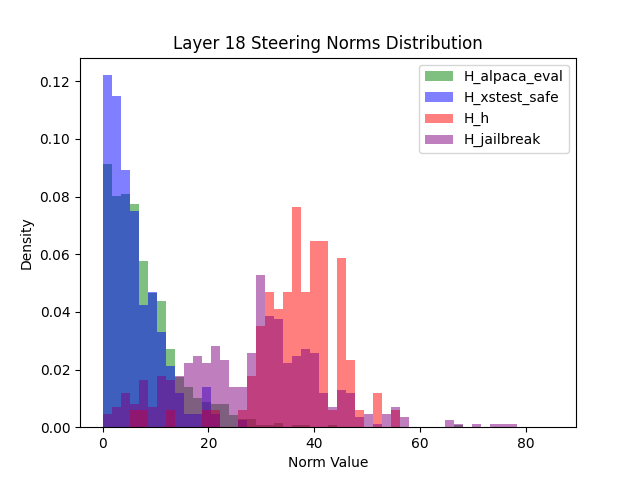 Layer 18 Steering Norms Distribution
H_alpaca_eval
H_xstest_safe
H_h
H_jailbreak
0.12
0.10
0.08
0.06
0.04
0.02
0.00
Density
0 20 40 60 80
Norm Value